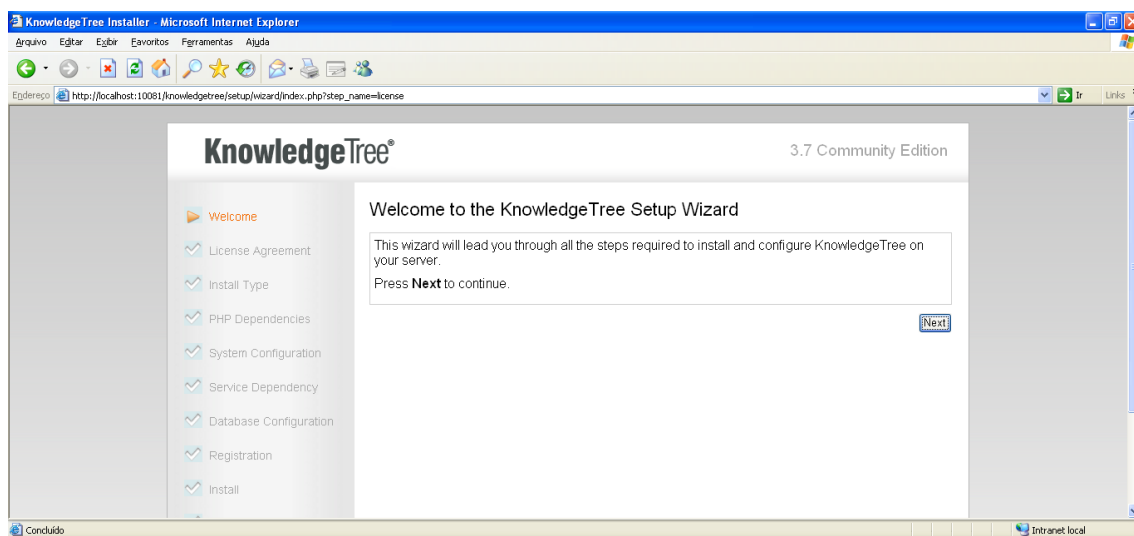 KnowledgeTree Installer - Microsoft Internet Explorer
Arquivo Editar Exibir Favoritos Ferramentas Ajuda
Endereço http://localhost:10081/knowledgetree/setup/wizard/index.php?step_name=license Ir Links
KnowledgeTree® 3.7 Community Edition
Welcome
License Agreement
Install Type
PHP Dependencies
System Configuration
Service Dependency
Database Configuration
Registration
Install
Welcome to the KnowledgeTree Setup Wizard
This wizard will lead you through all the steps required to install and configure KnowledgeTree on
your server.
Press Next to continue.
Next
Concluído Intranet local